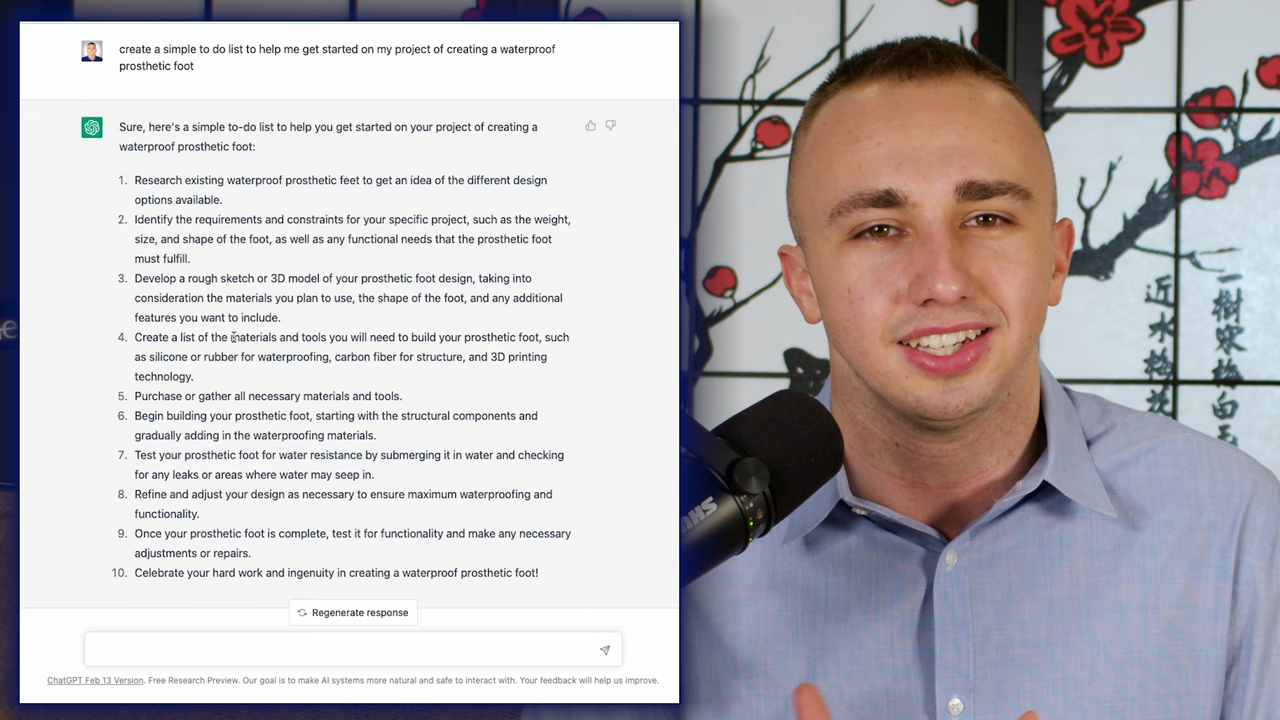 create a simple to do list to help me get started on my project of creating a waterproof
prosthetic foot
Sure, here's a simple to-do list to help you get started on your project of creating a
waterproof prosthetic foot:
1. Research existing waterproof prosthetic feet to get an idea of the different design
options available.
2. Identify the requirements and constraints for your specific project, such as the weight,
size, and shape of the foot, as well as any functional needs that the prosthetic foot
must fulfill.
3. Develop a rough sketch or 3D model of your prosthetic foot design, taking into
consideration the materials you plan to use, the shape of the foot, and any additional
features you want to include.
4. Create a list of the materials and tools you will need to build your prosthetic foot, such
as silicone or rubber for waterproofing, carbon fiber for structure, and 3D printing
technology.
5. Purchase or gather all necessary materials and tools.
6. Begin building your prosthetic foot, starting with the structural components and
gradually adding in the waterproofing materials.
7. Test your prosthetic foot for water resistance by submerging it in water and checking
for any leaks or areas where water may seep in.
8. Refine and adjust your design as necessary to ensure maximum waterproofing and
functionality.
9. Once your prosthetic foot is complete, test it for functionality and make any necessary
adjustments or repairs.
10. Celebrate your hard work and ingenuity in creating a waterproof prosthetic foot!
Regenerate response
ChatGPT Feb 13 Version. Free Research Preview. Our goal is to make AI systems more natural and safe to interact with. Your feedback will help us improve.
一樹寒梅白玉
近水梅花
SHU